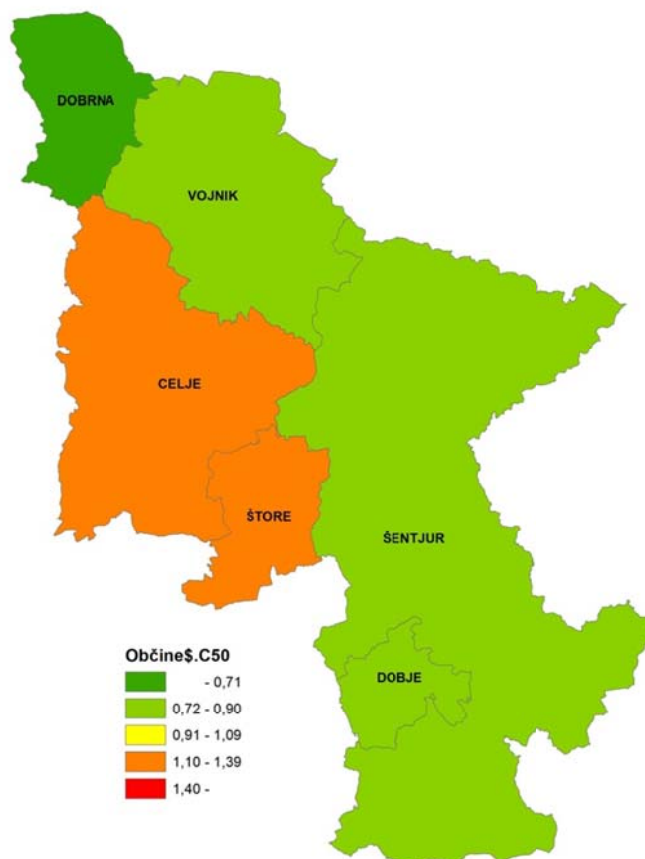 DOBRNA
VOJNIK
CELJE
ŠTORE
ŠENTJUR
DOBJE
Občine$.C50
- 0,71
0,72 - 0,90
0,91 - 1,09
1,10 - 1,39
1,40 -